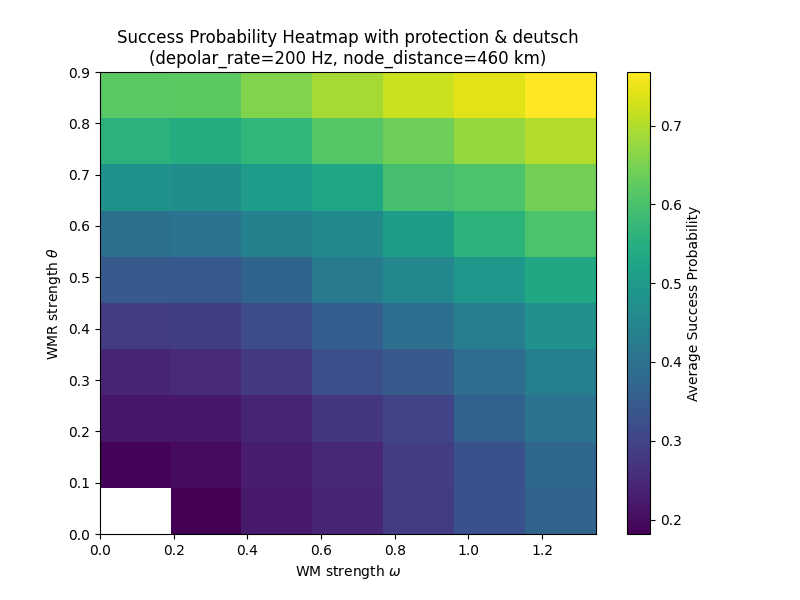 Success Probability Heatmap with protection & deutsch
(depolar_rate=200 Hz, node_distance=460 km)
0.9
0.8
0.7
0.6
0.5
0.4
0.3
0.2
0.1
0.0
WMR strength θ
0.0 0.2 0.4 0.6 0.8 1.0 1.2
WM strength ω
0.7
0.6
0.5
0.4
0.3
0.2
Average Success Probability